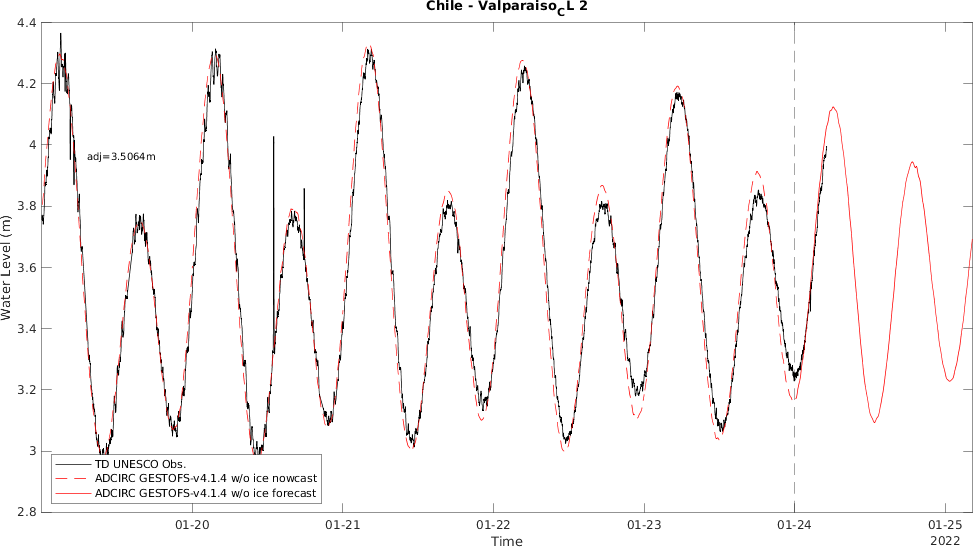 Chile - ValparaisoCL 2
4.4
4.2
4
3.8
3.6
3.4
3.2
3
2.8
Water Level (m)
adj=3.5064m
TD UNESCO Obs.
ADCIRC GESTOFS-v4.1.4 w/o ice nowcast
ADCIRC GESTOFS-v4.1.4 w/o ice forecast
01-20
01-21
01-22
01-23
01-24
01-25
Time
2022